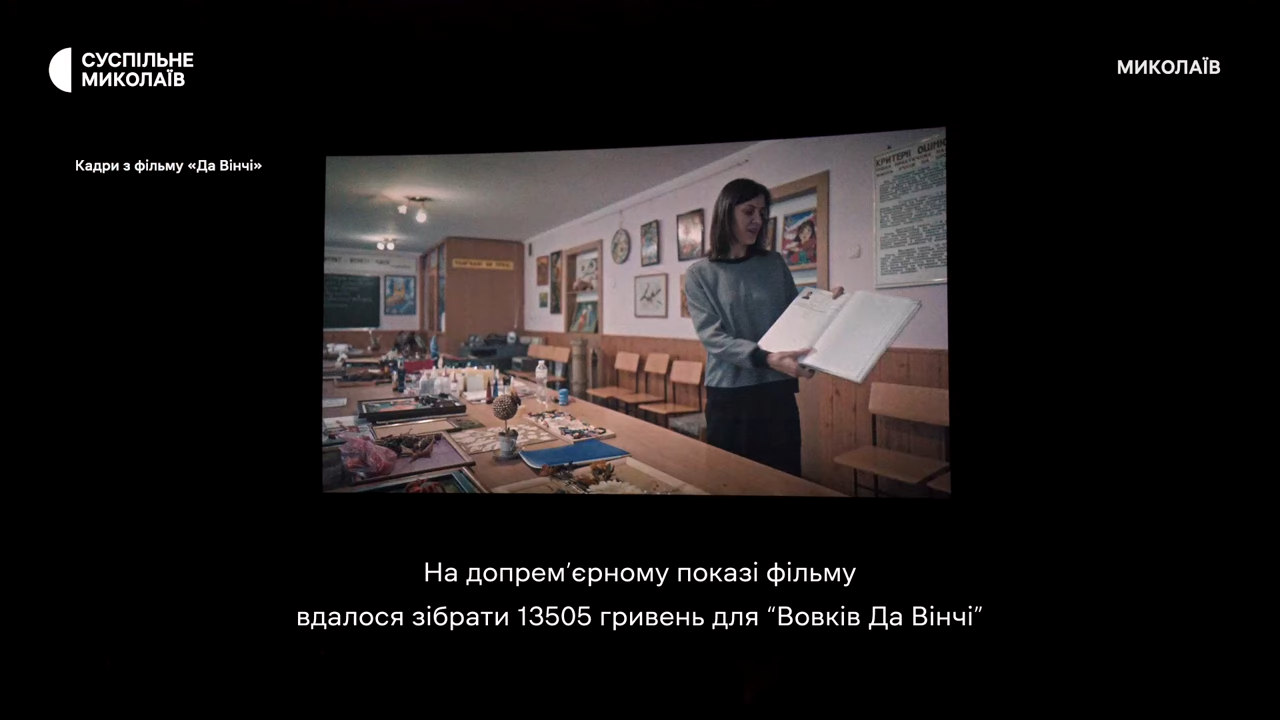 СУСПІЛЬНЕ
МИКОЛАЇВ
МИКОЛАЇВ
Кадри з фільму «Да Вінчі»
КРИТЕРІЇ
На допрем’єрному показі фільму
вдалося зібрати 13505 гривень для “Вовків Да Вінчі”